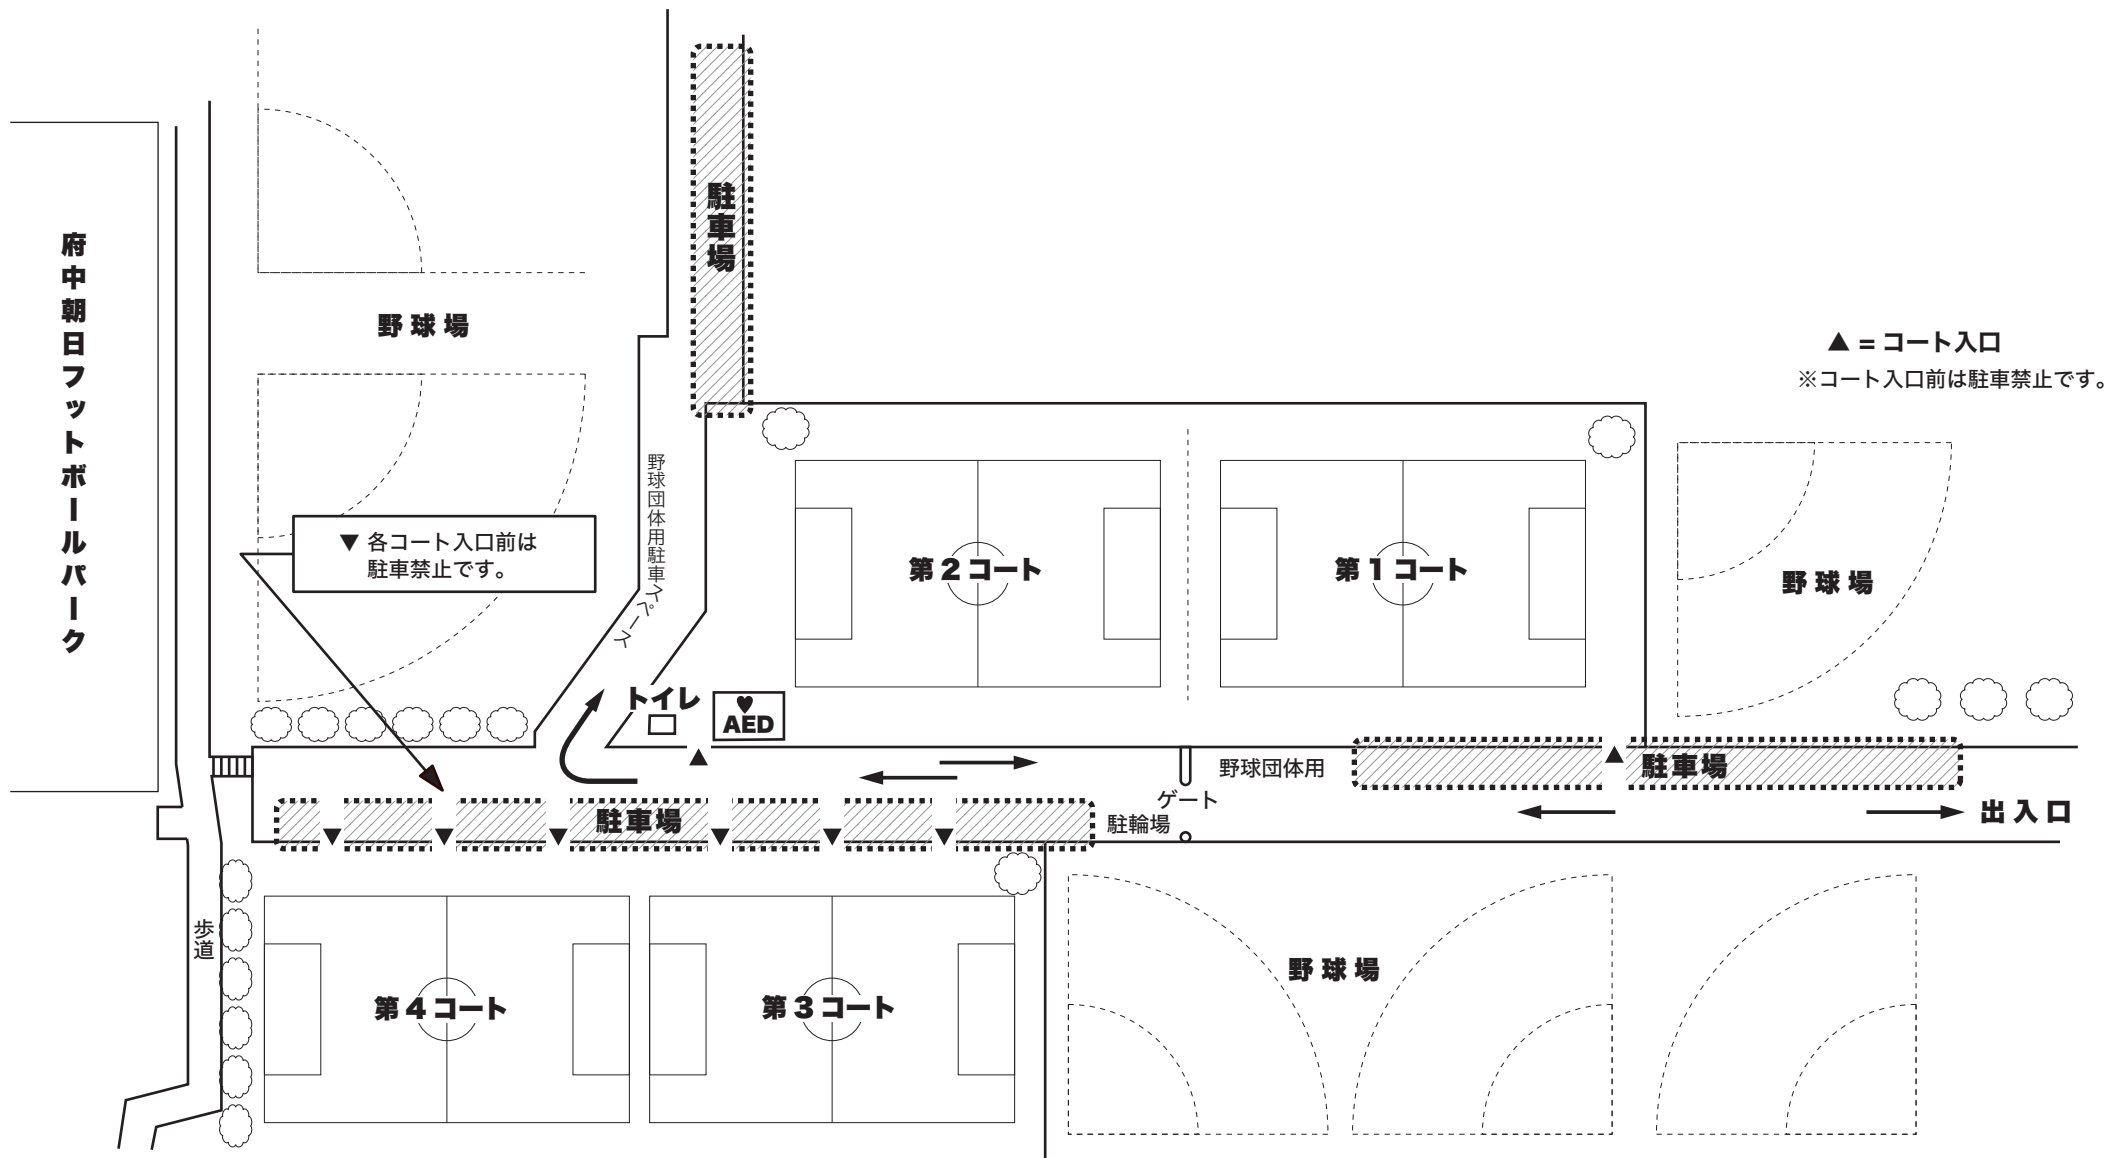 府中朝日フットボールパーク
野球場
駐車場
▲ = コート入口
※コート入口前は駐車禁止です。
野球団体用駐車スペース
▼ 各コート入口前は
駐車禁止です。
第2コート
第1コート
野球場
トイレ
♥
AED
野球団体用
駐車場
ゲート
駐輪場
出入口
駐車場
歩道
第4コート
第3コート
野球場